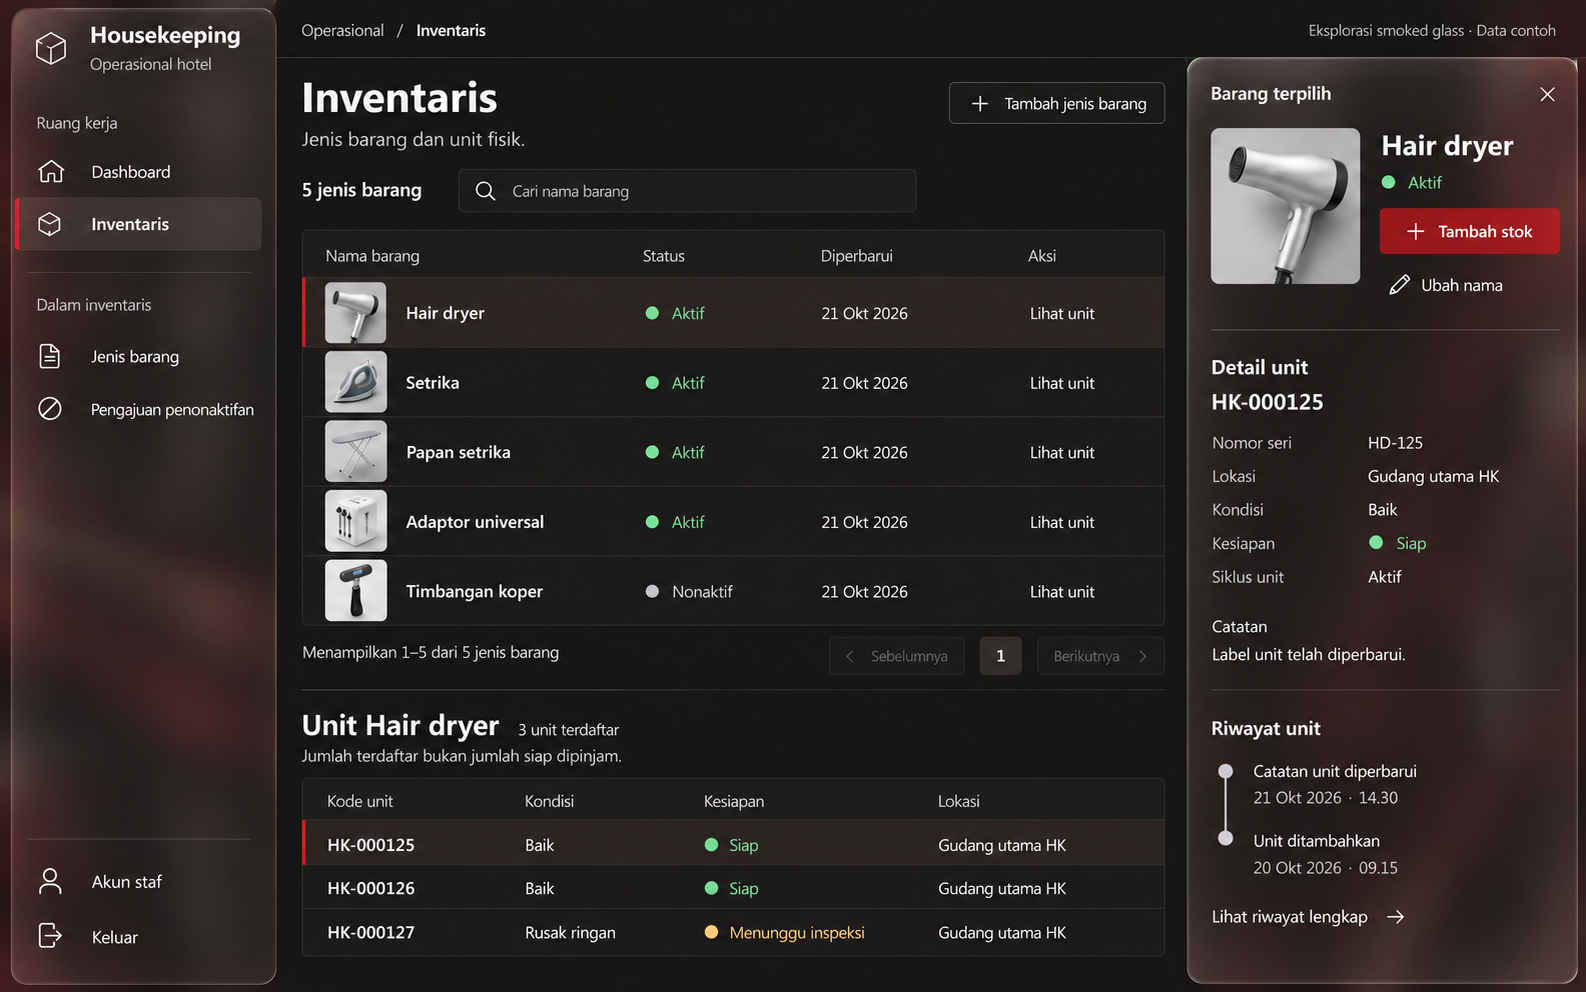 Housekeeping
Operasional hotel
Ruang kerja
Dashboard
Inventaris
Dalam inventaris
Jenis barang
Pengajuan penonaktifan
Akun staf
Keluar
Operasional / Inventaris
Eksplorasi smoked glass · Data contoh
Inventaris
Jenis barang dan unit fisik.
Tambah jenis barang
5 jenis barang
Cari nama barang
Nama barang Status Diperbarui Aksi
Hair dryer Aktif 21 Okt 2026 Lihat unit
Setrika Aktif 21 Okt 2026 Lihat unit
Papan setrika Aktif 21 Okt 2026 Lihat unit
Adaptor universal Aktif 21 Okt 2026 Lihat unit
Timbangan koper Nonaktif 21 Okt 2026 Lihat unit
Menampilkan 1–5 dari 5 jenis barang
Sebelumnya 1 Berikutnya
Unit Hair dryer 3 unit terdaftar
Jumlah terdaftar bukan jumlah siap dipinjam.
Kode unit Kondisi Kesiapan Lokasi
HK-000125 Baik Siap Gudang utama HK
HK-000126 Baik Siap Gudang utama HK
HK-000127 Rusak ringan Menunggu inspeksi Gudang utama HK
Barang terpilih
Hair dryer
Aktif
Tambah stok
Ubah nama
Detail unit
HK-000125
Nomor seri HD-125
Lokasi Gudang utama HK
Kondisi Baik
Kesiapan Siap
Siklus unit Aktif
Catatan
Label unit telah diperbarui.
Riwayat unit
Catatan unit diperbarui
21 Okt 2026 · 14.30
Unit ditambahkan
20 Okt 2026 · 09.15
Lihat riwayat lengkap